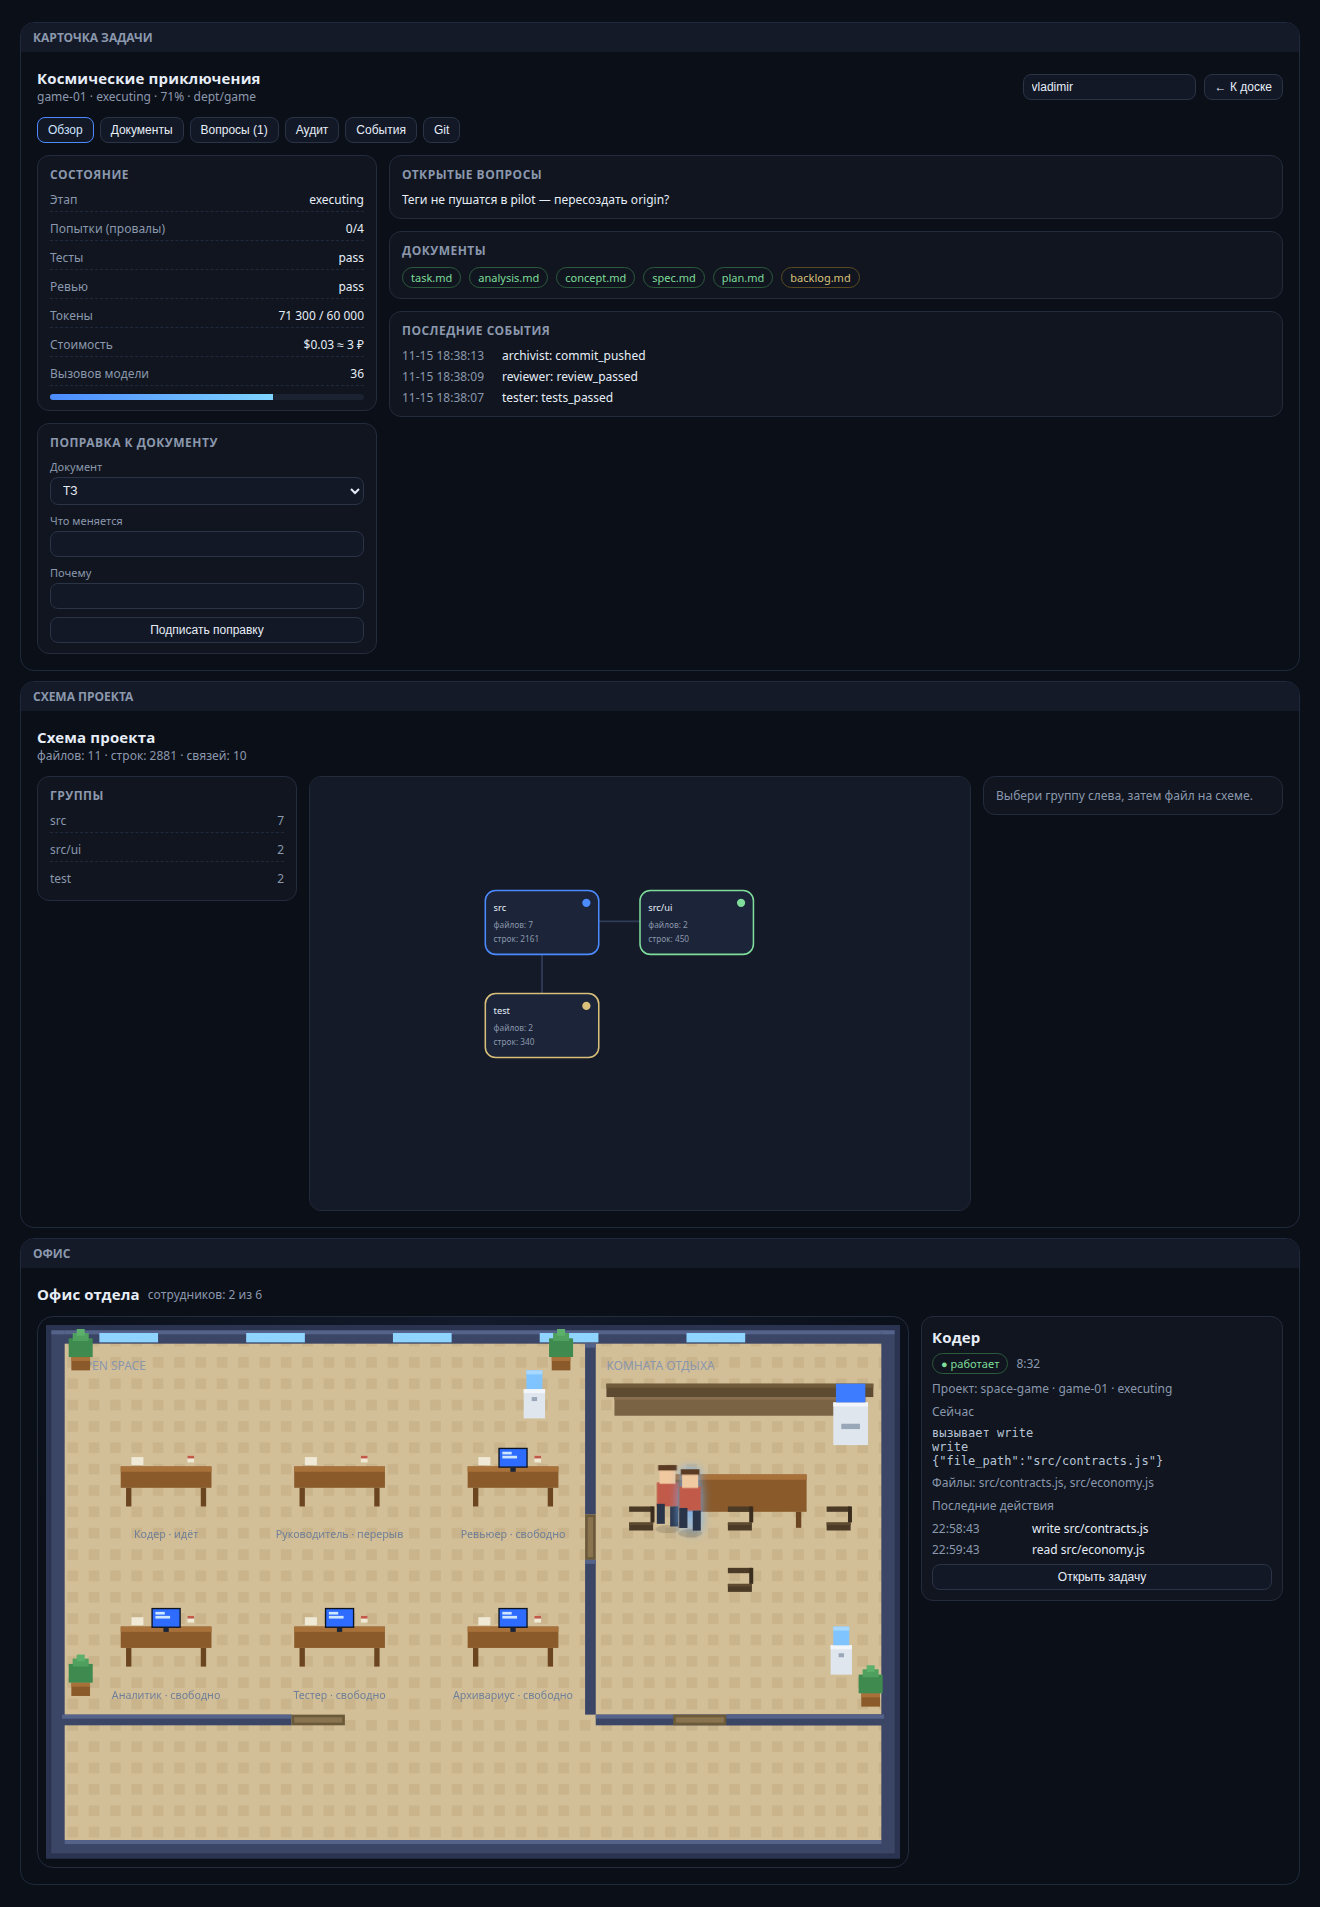 КАРТОЧКА ЗАДАЧИ
Космические приключения
game-01 · executing · 71% · dept/game
vladimir
← К доске
Обзор
Документы
Вопросы (1)
Аудит
События
Git
СОСТОЯНИЕ
Этап executing
Попытки (провалы) 0/4
Тесты pass
Ревью pass
Токены 71 300 / 60 000
Стоимость $0.03 ≈ 3 ₽
Вызовов модели 36
ОТКРЫТЫЕ ВОПРОСЫ
Теги не пушатся в pilot — пересоздать origin?
ДОКУМЕНТЫ
task.md analysis.md concept.md spec.md plan.md backlog.md
ПОСЛЕДНИЕ СОБЫТИЯ
11-15 18:38:13 archivist: commit_pushed
11-15 18:38:09 reviewer: review_passed
11-15 18:38:07 tester: tests_passed
ПОПРАВКА К ДОКУМЕНТУ
Документ
ТЗ
Что меняется
Почему
Подписать поправку
СХЕМА ПРОЕКТА
Схема проекта
файлов: 11 · строк: 2881 · связей: 10
ГРУППЫ
src 7
src/ui 2
test 2
src
файлов: 7
строк: 2161
src/ui
файлов: 2
строк: 450
test
файлов: 2
строк: 340
Выбери группу слева, затем файл на схеме.
ОФИС
Офис отдела сотрудников: 2 из 6
PEN SPACE
КОМНАТА ОТДЫХА
Кодер · идёт
Руководитель · перерыв
Ревьюер · свободно
Аналитик · свободно
Тестер · свободно
Архивариус · свободно
Кодер
● работает 8:32
Проект: space-game · game-01 · executing
Сейчас
вызывает write
write
{"file_path":"src/contracts.js"}
Файлы: src/contracts.js, src/economy.js
Последние действия
22:58:43 write src/contracts.js
22:59:43 read src/economy.js
Открыть задачу